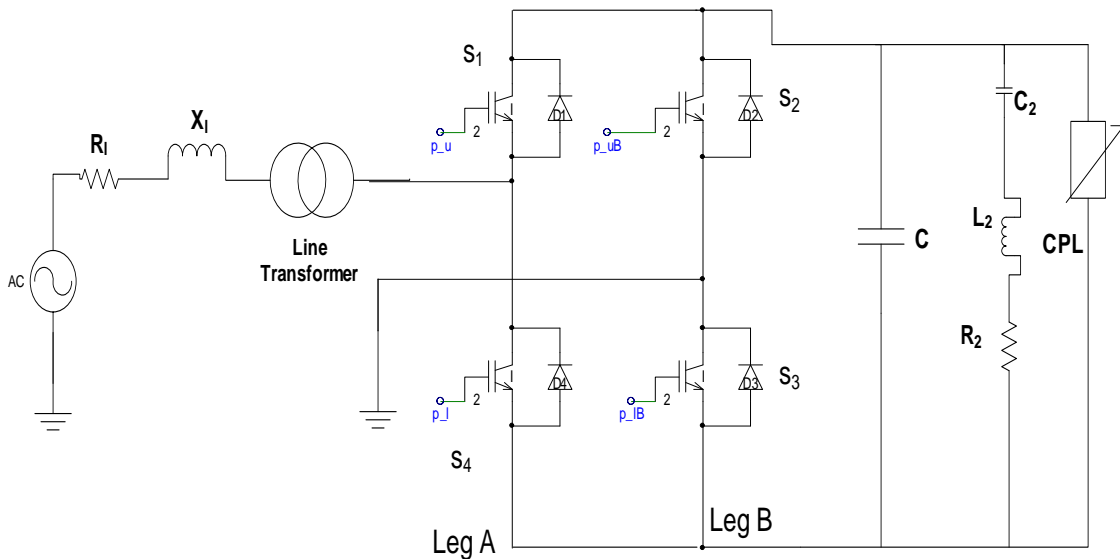 S1
D1
p_u
2
D2
S2
p_uB
2
C2
Xl
Rl
Line
Transformer
L2
CPL
C
AC
R2
D4
p_l
2
D3
S3
p_lB
2
S4
Leg A
Leg B